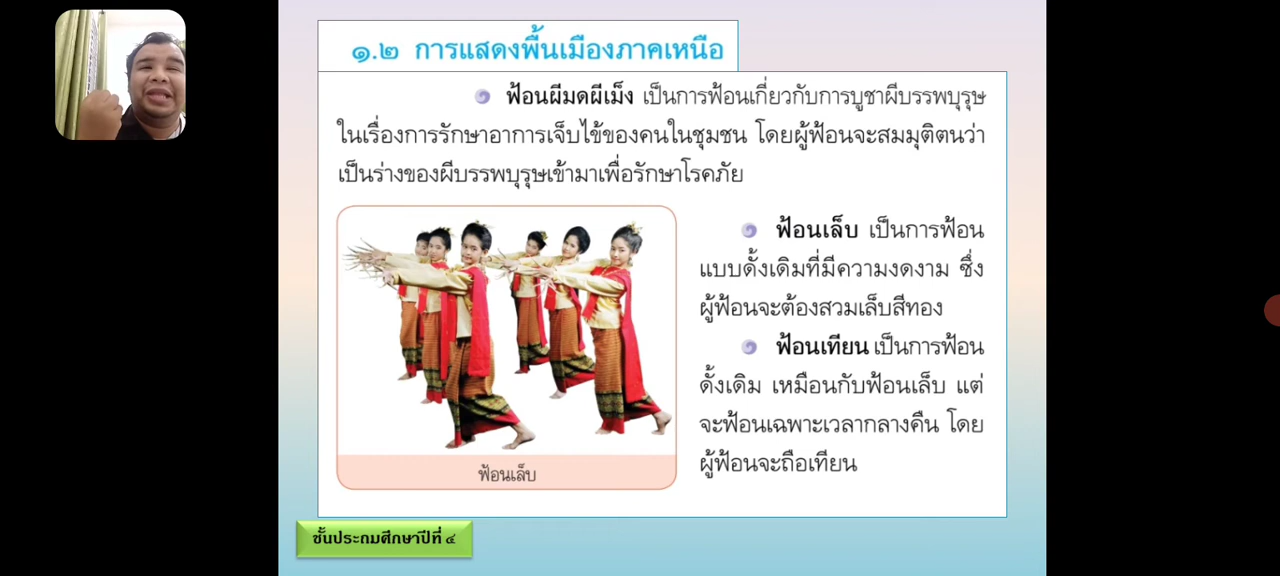 ๑.๒ การแสดงพื้นเมืองภาคเหนือ
ฟ้อนผีมดผีเม็ง เป็นการฟ้อนเกี่ยวกับการบูชาผีบรรพบุรุษ
ในเรื่องการรักษาอาการเจ็บไข้ของคนในชุมชน โดยผู้ฟ้อนจะสมมุติตนว่า
เป็นร่างของผีบรรพบุรุษเข้ามาเพื่อรักษาโรคภัย
ฟ้อนเล็บ เป็นการฟ้อน
แบบดั้งเดิมที่มีความงดงาม ซึ่ง
ผู้ฟ้อนจะต้องสวมเล็บสีทอง
ฟ้อนเทียน เป็นการฟ้อน
ดั้งเดิม เหมือนกับฟ้อนเล็บ แต่
จะฟ้อนเฉพาะเวลากลางคืน โดย
ผู้ฟ้อนจะถือเทียน
ฟ้อนเล็บ
ชั้นประถมศึกษาปีที่ ๔